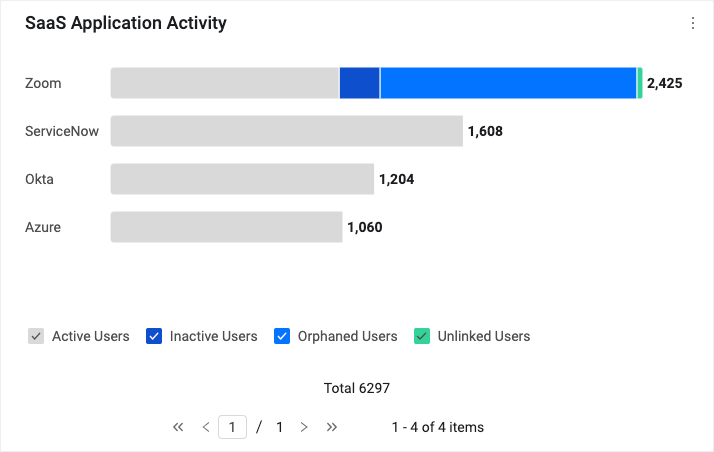 SaaS Application Activity
Zoom 2,425
ServiceNow 1,608
Okta 1,204
Azure 1,060
Active Users Inactive Users Orphaned Users Unlinked Users
Total 6297
1 / 1 1 - 4 of 4 items